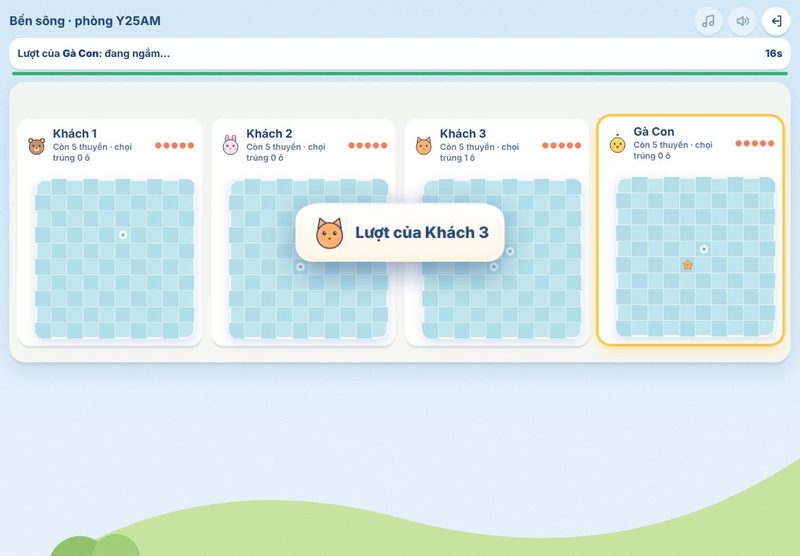 Bến sông · phòng Y25AM
Lượt của Gà Con: đang ngắm...
16s
Khách 1
Còn 5 thuyền · chọi
trúng 0 ô
Khách 2
Còn 5 thuyền · chọi
trúng 0 ô
Khách 3
Còn 5 thuyền · chọi
trúng 1 ô
Gà Con
Còn 5 thuyền · chọi
trúng 0 ô
Lượt của Khách 3